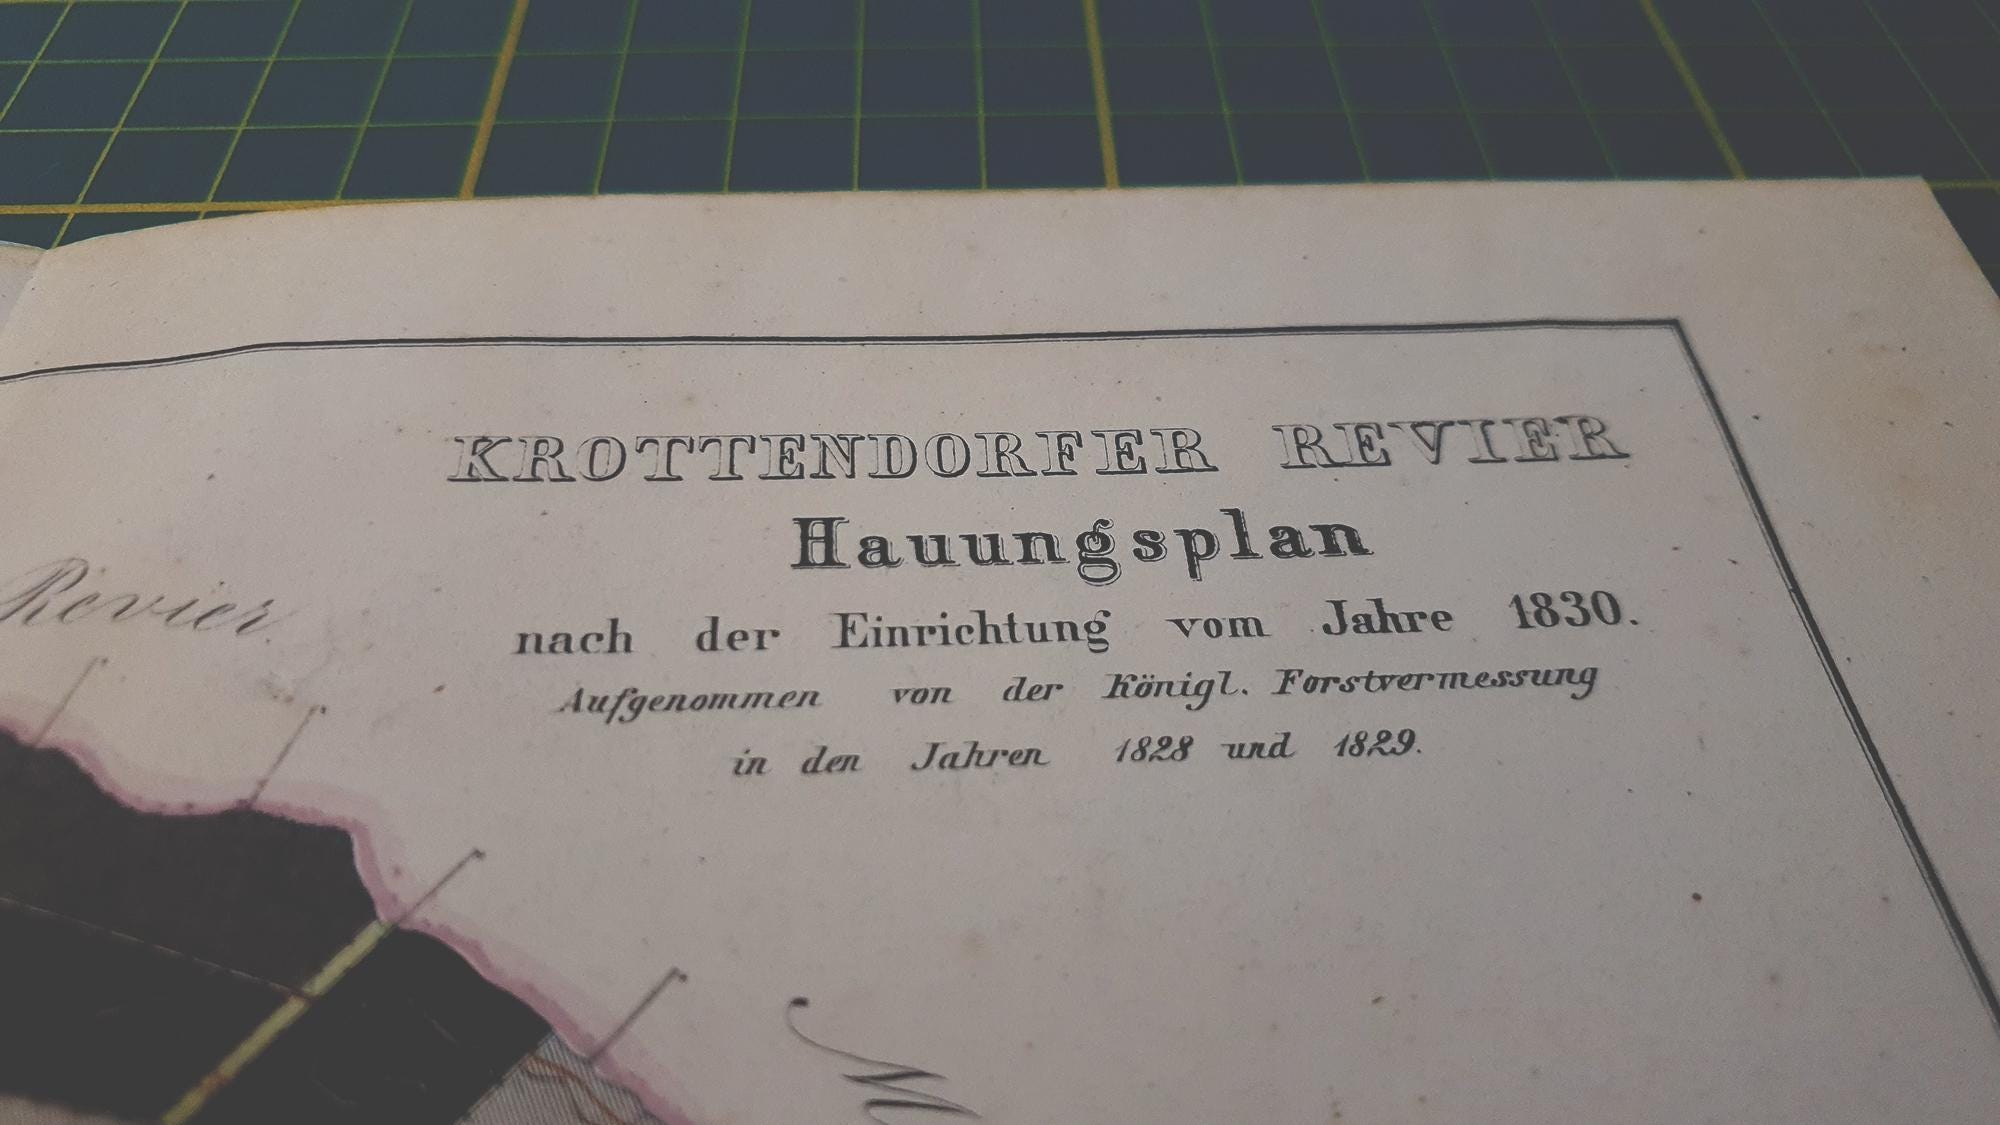 KROTTENDORFER REVIER
Hauungsplan
nach der Einrichtung vom Jahre 1830.
Revier.
Aufgenommen von der Königl. Forstvermessung
in den Jahren 1828 und 1829.
M